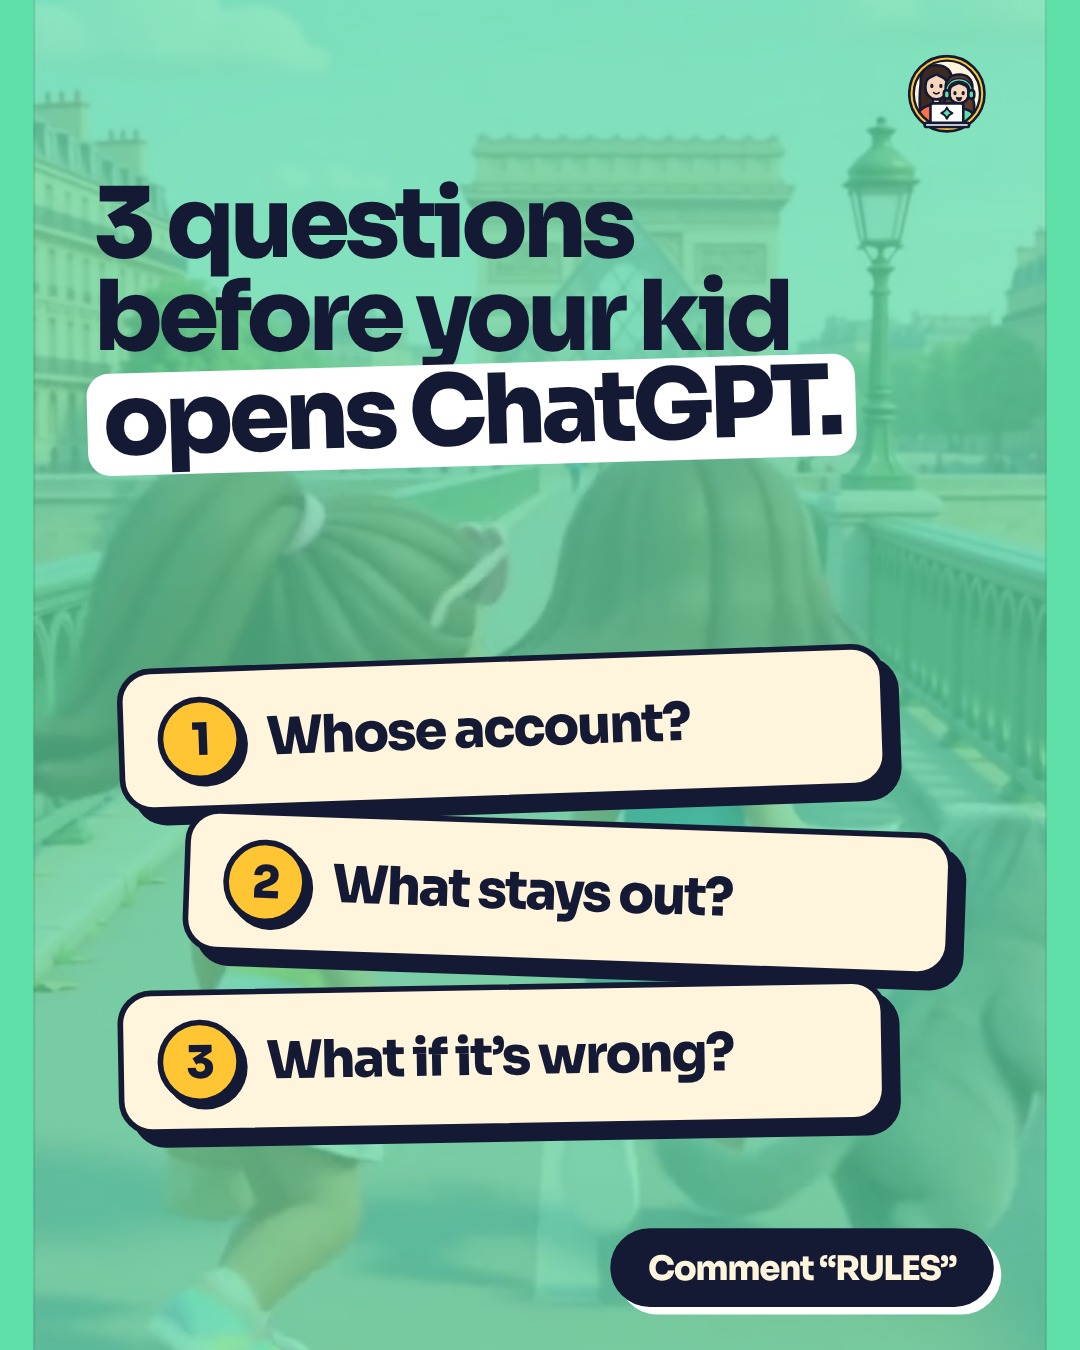 3 questions
before your kid
opens ChatGPT.
1 Whose account?
2 What stays out?
3 What if it’s wrong?
Comment “RULES”